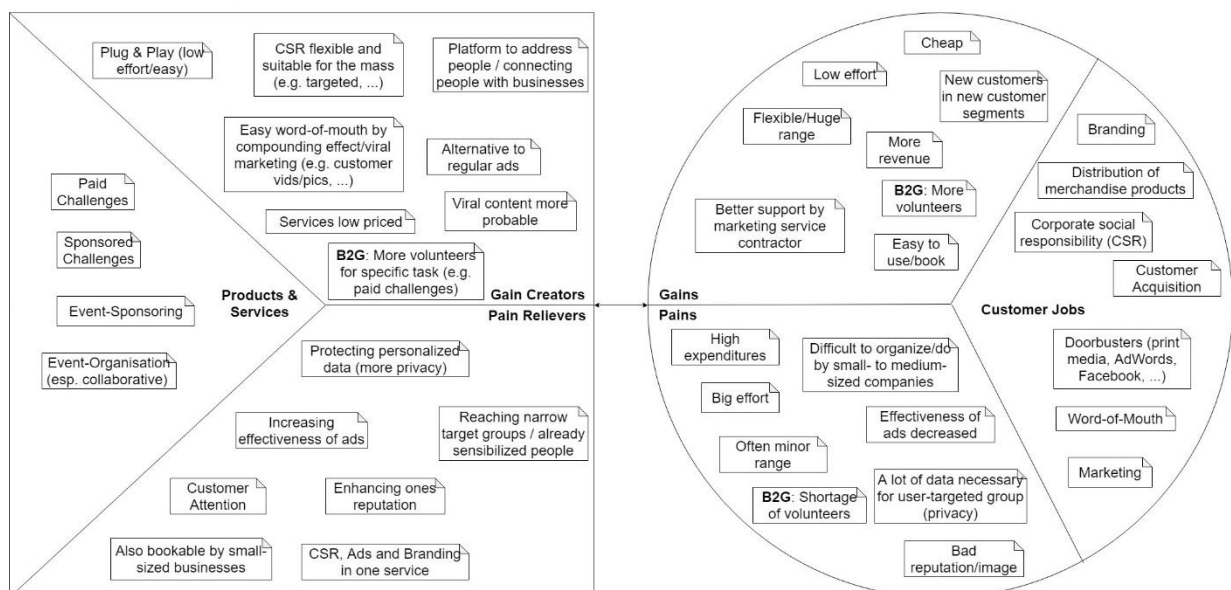 Plug & Play (low
effort/easy)
CSR flexible and
suitable for the mass
(e.g. targeted, ...)
Platform to address
people / connecting
people with businesses
Easy word-of-mouth by
compounding effect/viral
marketing (e.g. customer
vids/pics, ...)
Alternative to
regular ads
Viral content more
probable
Services low priced
B2G: More volunteers
for specific task (e.g.
paid challenges)
Gain Creators
Paid
Challenges
Sponsored
Challenges
Event-Sponsoring
Event-Organisation
(esp. collaborative)
Products &
Services
Pain Relievers
Protecting personalized
data (more privacy)
Increasing
effectiveness of ads
Reaching narrow
target groups / already
sensibilized people
Customer
Attention
Enhancing ones
reputation
Also bookable by small-
sized businesses
CSR, Ads and Branding
in one service
Cheap
Low effort
New customers
in new customer
segments
Flexible/Huge
range
More
revenue
B2G: More
volunteers
Better support by
marketing service
contractor
Easy to
use/book
Gains
Pains
High
expenditures
Difficult to organize/do
by small- to medium-
sized companies
Big effort
Effectiveness of
ads decreased
Often minor
range
B2G: Shortage
of volunteers
A lot of data necessary
for user-targeted group
(privacy)
Bad
reputation/image
Branding
Distribution of
merchandise products
Corporate social
responsibility (CSR)
Customer
Acquisition
Customer Jobs
Doorbusters (print
media, AdWords,
Facebook, ...)
Word-of-Mouth
Marketing